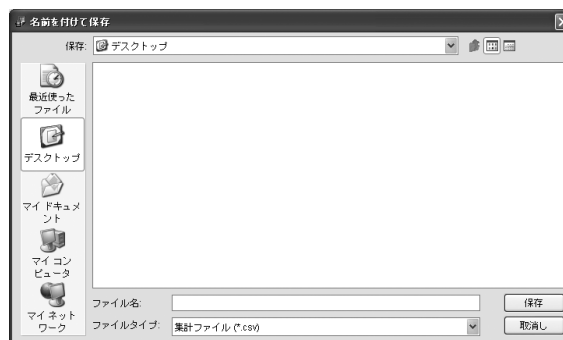 名前を付けて保存
保存:
デスクトップ
最近使った
ファイル
デスクトップ
マイ ドキュメ
ント
マイ コン
ピュータ
マイ ネット
ワーク
ファイル名:
保存
ファイルタイプ:
集計ファイル (*.csv)
取消し